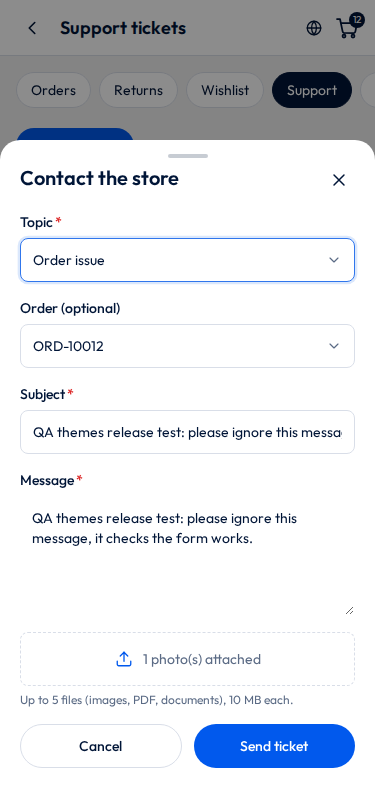 Support tickets
12
Orders
Returns
Wishlist
Support
Contact the store
Topic *
Order issue
Order (optional)
ORD-10012
Subject *
QA themes release test: please ignore this messa
Message *
QA themes release test: please ignore this
message, it checks the form works.
1 photo(s) attached
Up to 5 files (images, PDF, documents), 10 MB each.
Cancel
Send ticket